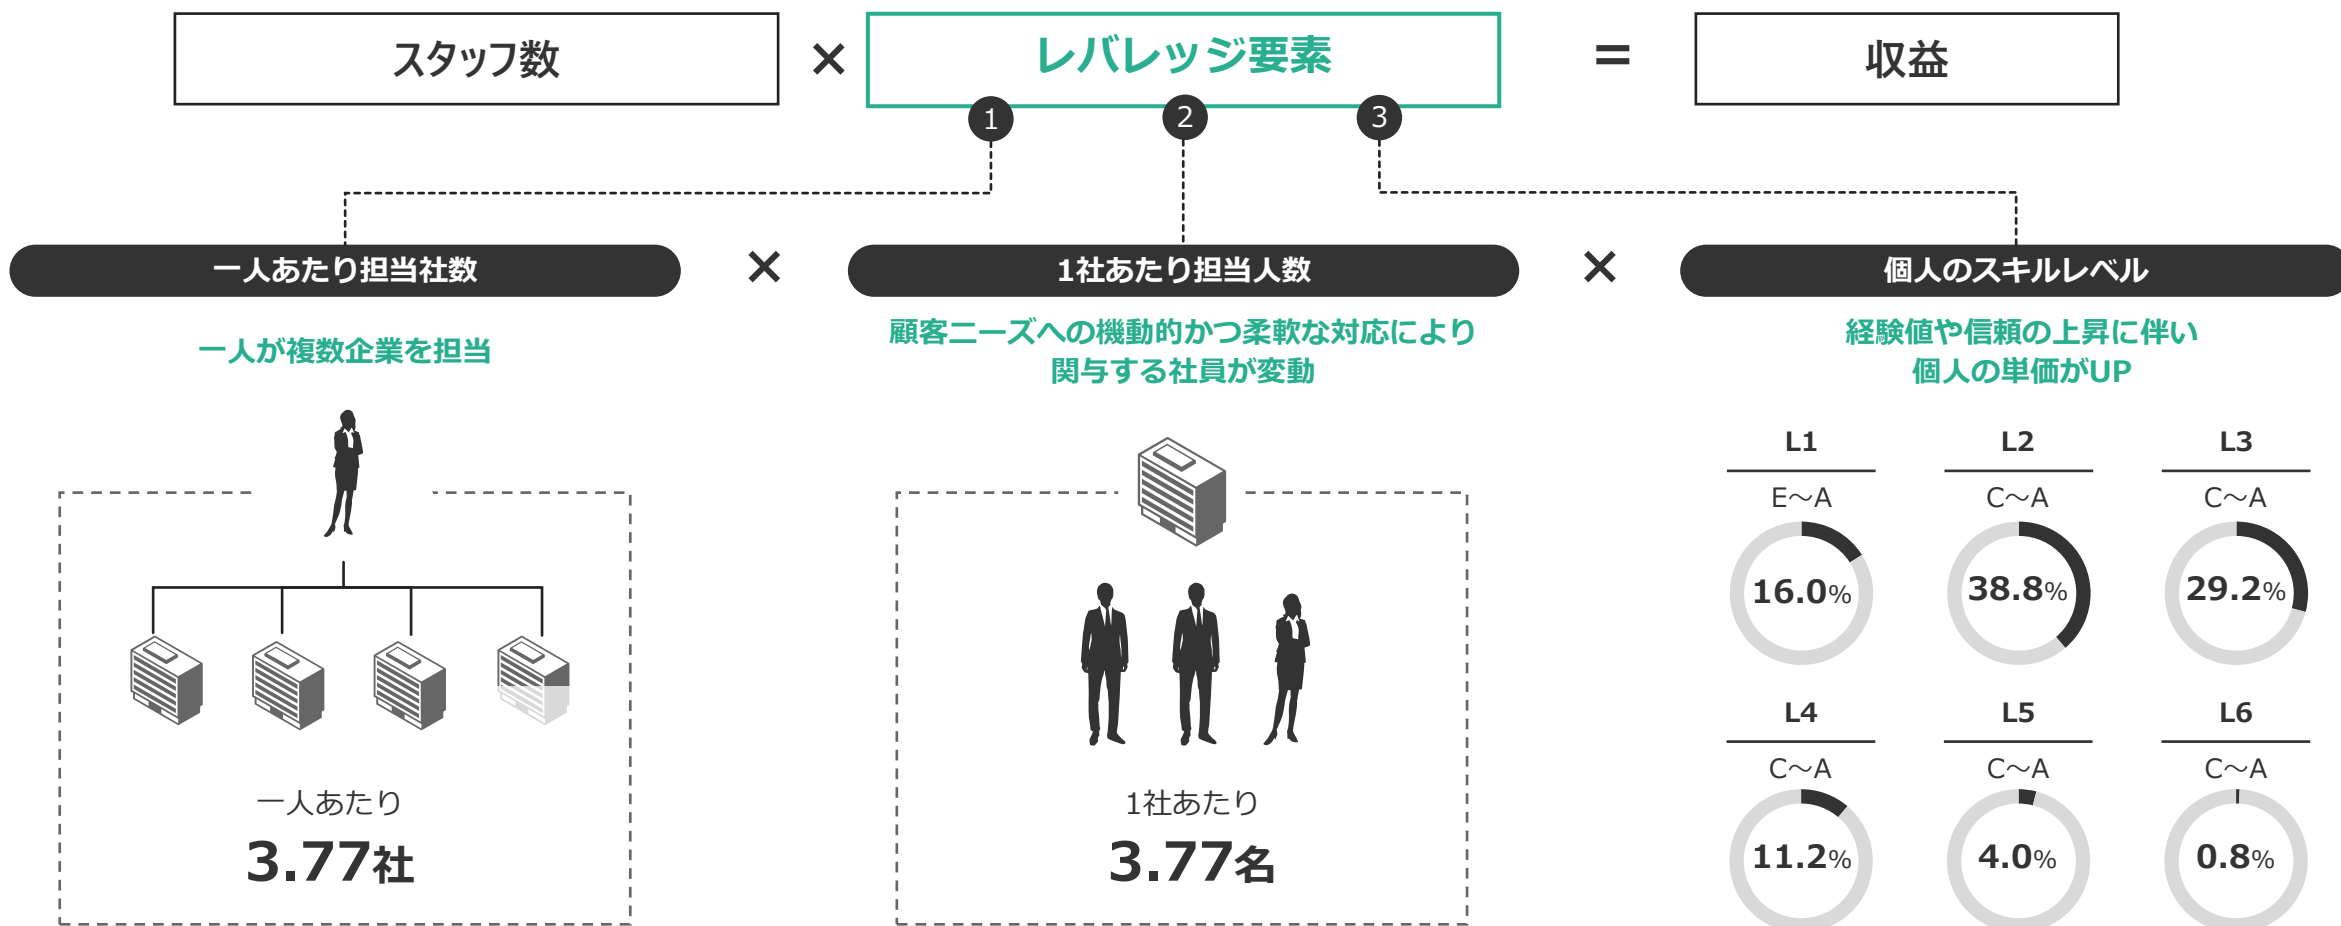 スタッフ数 × レバレッジ要素 = 収益
1 2 3
一人あたり担当社数 × 1社あたり担当人数 × 個人のスキルレベル
一人が複数企業を担当
一人あたり
3.77社
顧客ニーズへの機動的かつ柔軟な対応により
関与する社員が変動
1社あたり
3.77名
経験値や信頼の上昇に伴い
個人の単価がUP
L1 L2 L3
E～A C～A C～A
16.0% 38.8% 29.2%
L4 L5 L6
C～A C～A C～A
11.2% 4.0% 0.8%